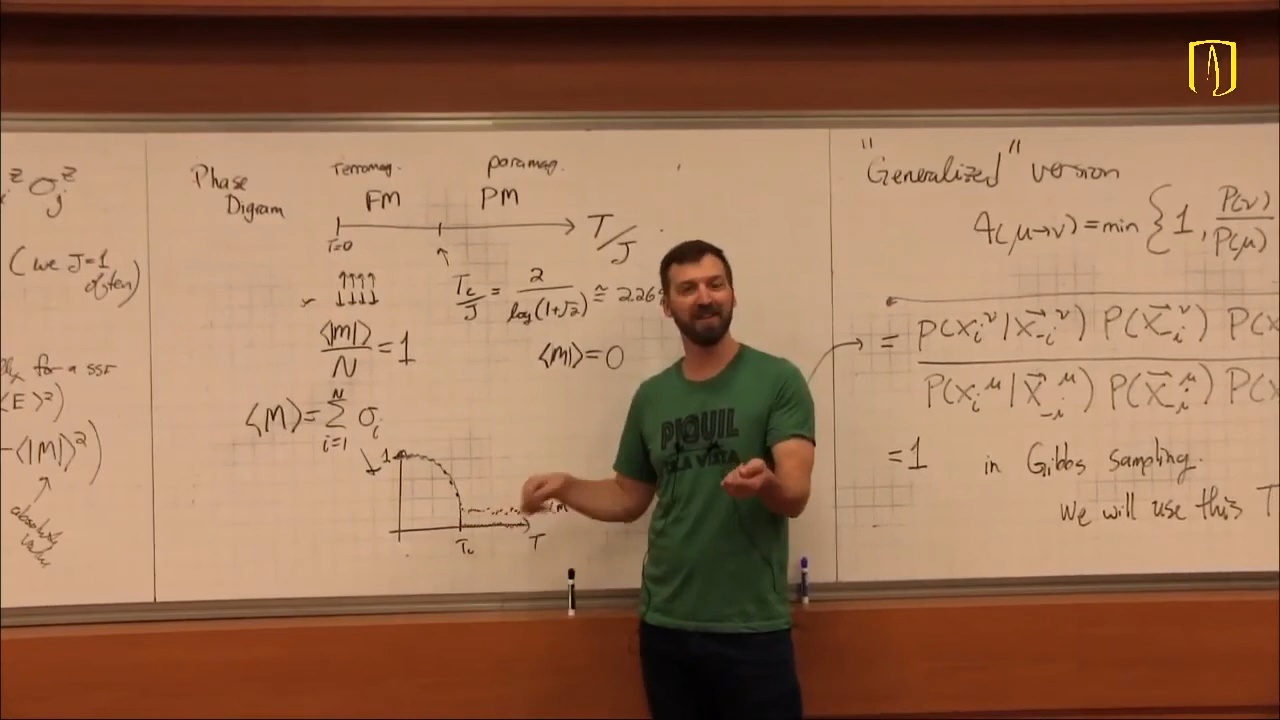 σⱼᶻ
(we J=1
often)
for a ssr
⟨E⟩²)
-⟨|M|⟩²)
absolute
value
Phase
Digram
ferromag.
FM
paramag.
PM
T=0
T/J
↑↑↑↑
↓↓↓↓
T_c/J = 2/log(1+√2) ≅ 2.269
⟨|M|⟩/N = 1
⟨|M|⟩=0
⟨M⟩ = Σ_{i=1}^{N} σ_i
1
T_c
T
PIQUIL
"Generalized" version
A(μ→ν) = min { 1, P(ν)/P(μ)
= P(x_i^ν | x⃗_{-i}^ν) P(x⃗_{-i}^ν) P(x
P(x_i^μ | x⃗_{-i}^μ) P(x⃗_{-i}^μ) P(x
=1 in Gibbs sampling.
We will use this T